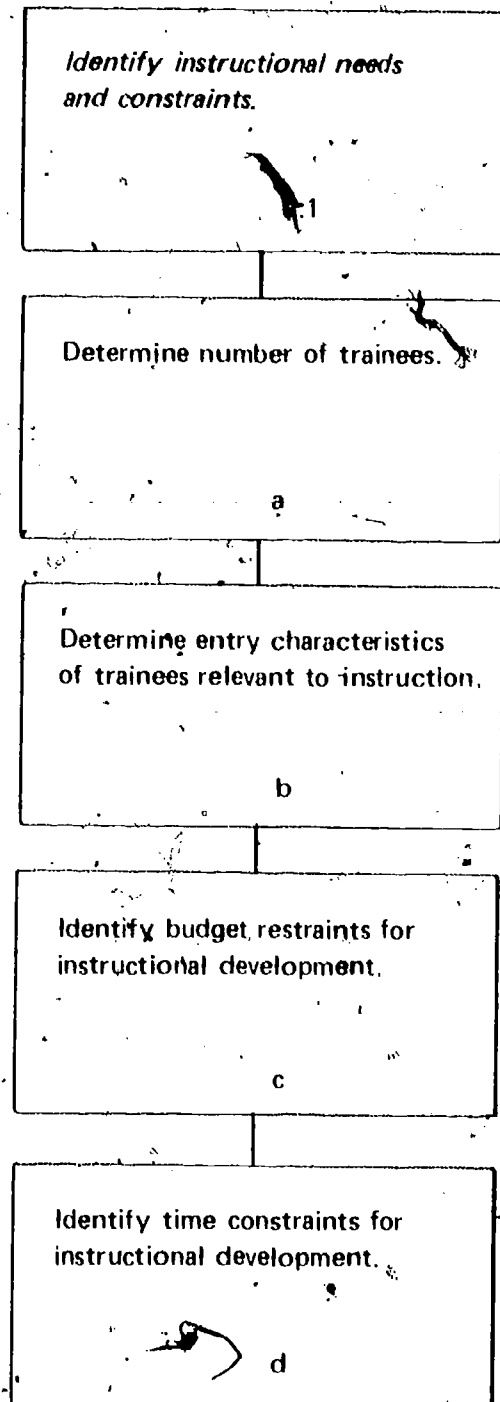 Identify instructional needs
and constraints.
1
Determine number of trainees.
a
Determine entry characteristics
of trainees relevant to instruction.
b
Identify budget restraints for
instructional development.
c
Identify time constraints for
instructional development.
d